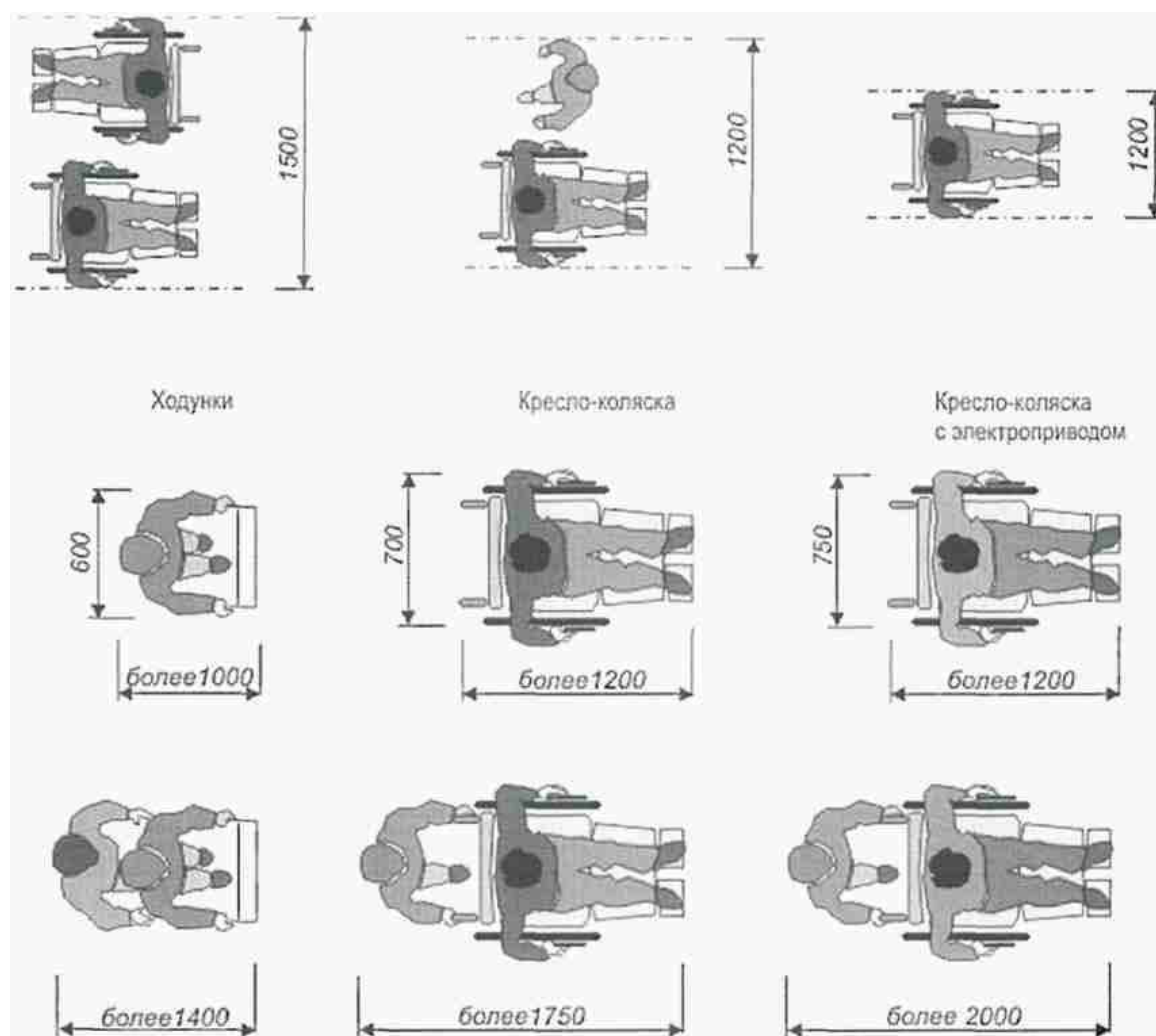 1500
1200
1200
Ходунки
Кресло-коляска
Кресло-коляска
с электроприводом
600
700
750
более1000
более1200
более1200
более1400
более1750
более 2000